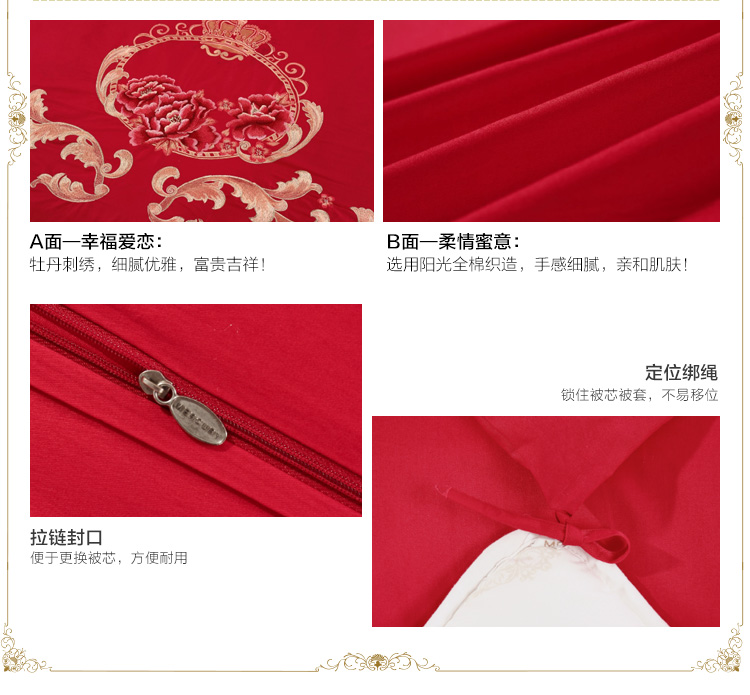 A面—幸福爱恋：
牡丹刺绣，细腻优雅，富贵吉祥！
B面—柔情蜜意：
选用阳光全棉织造，手感细腻，亲和肌肤！
定位绑绳
锁住被芯被套，不易移位
拉链封口
便于更换被芯，方便耐用